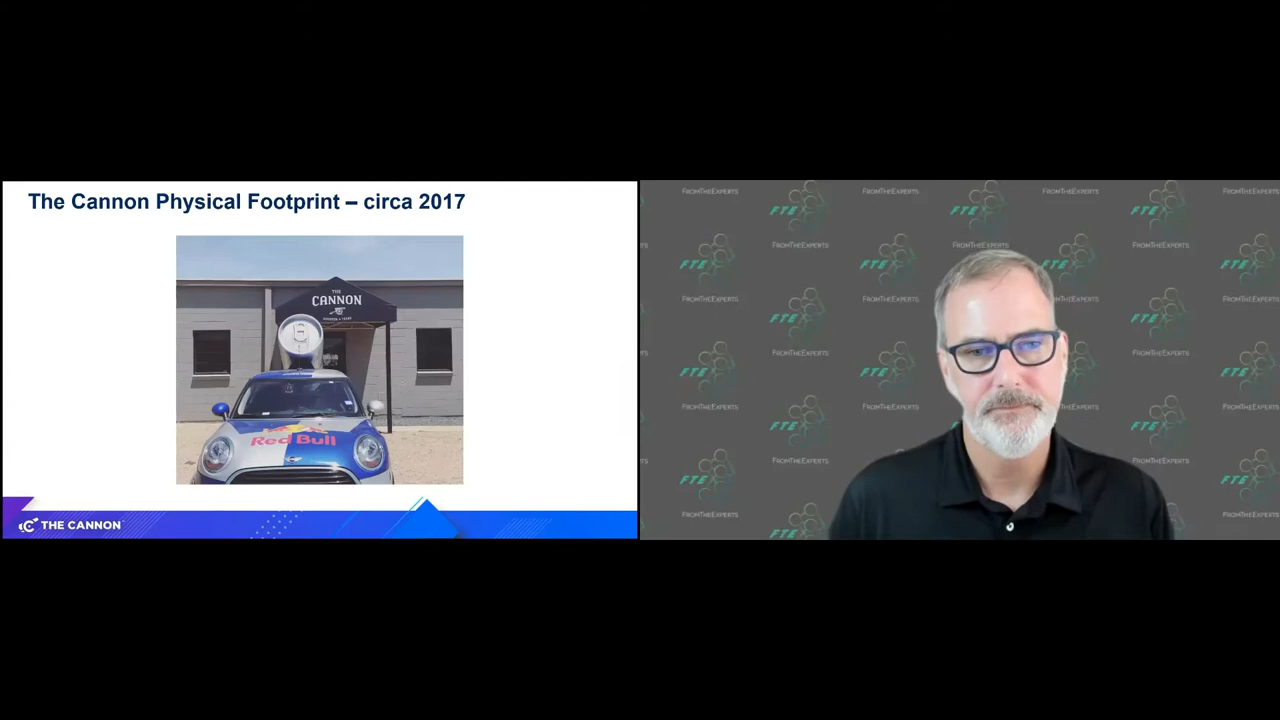 The Cannon Physical Footprint – circa 2017
THE
CANNON
Red Bull
THE CANNON
FROMTHEEXPERTS
FTE